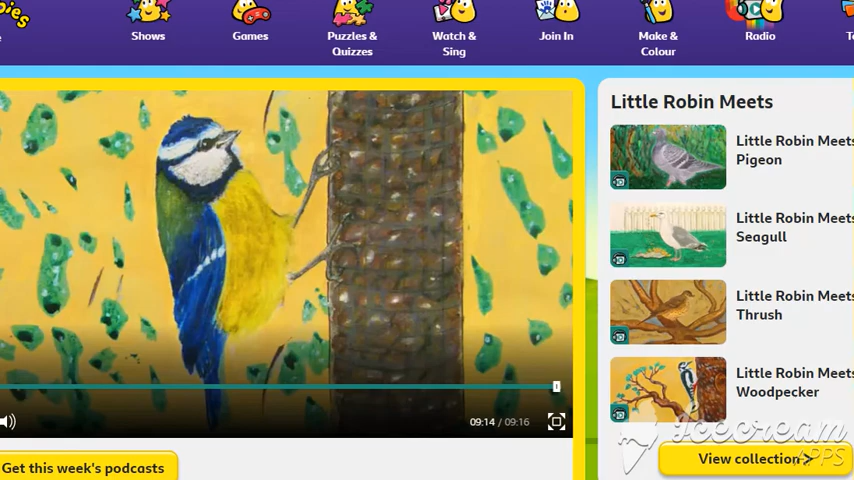 Shows
Games
Puzzles &
Quizzes
Watch &
Sing
Join In
Make &
Colour
Radio
Little Robin Meets
Little Robin Meets
Pigeon
Little Robin Meets
Seagull
Little Robin Meets
Thrush
Little Robin Meets
Woodpecker
09:14 / 09:16
Get this week's podcasts
View collection >
Icecream
APPS